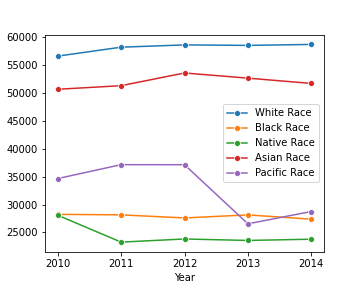 60000
55000
50000
45000
40000
35000
30000
25000
White Race
Black Race
Native Race
Asian Race
Pacific Race
2010 2011 2012 2013 2014
Year